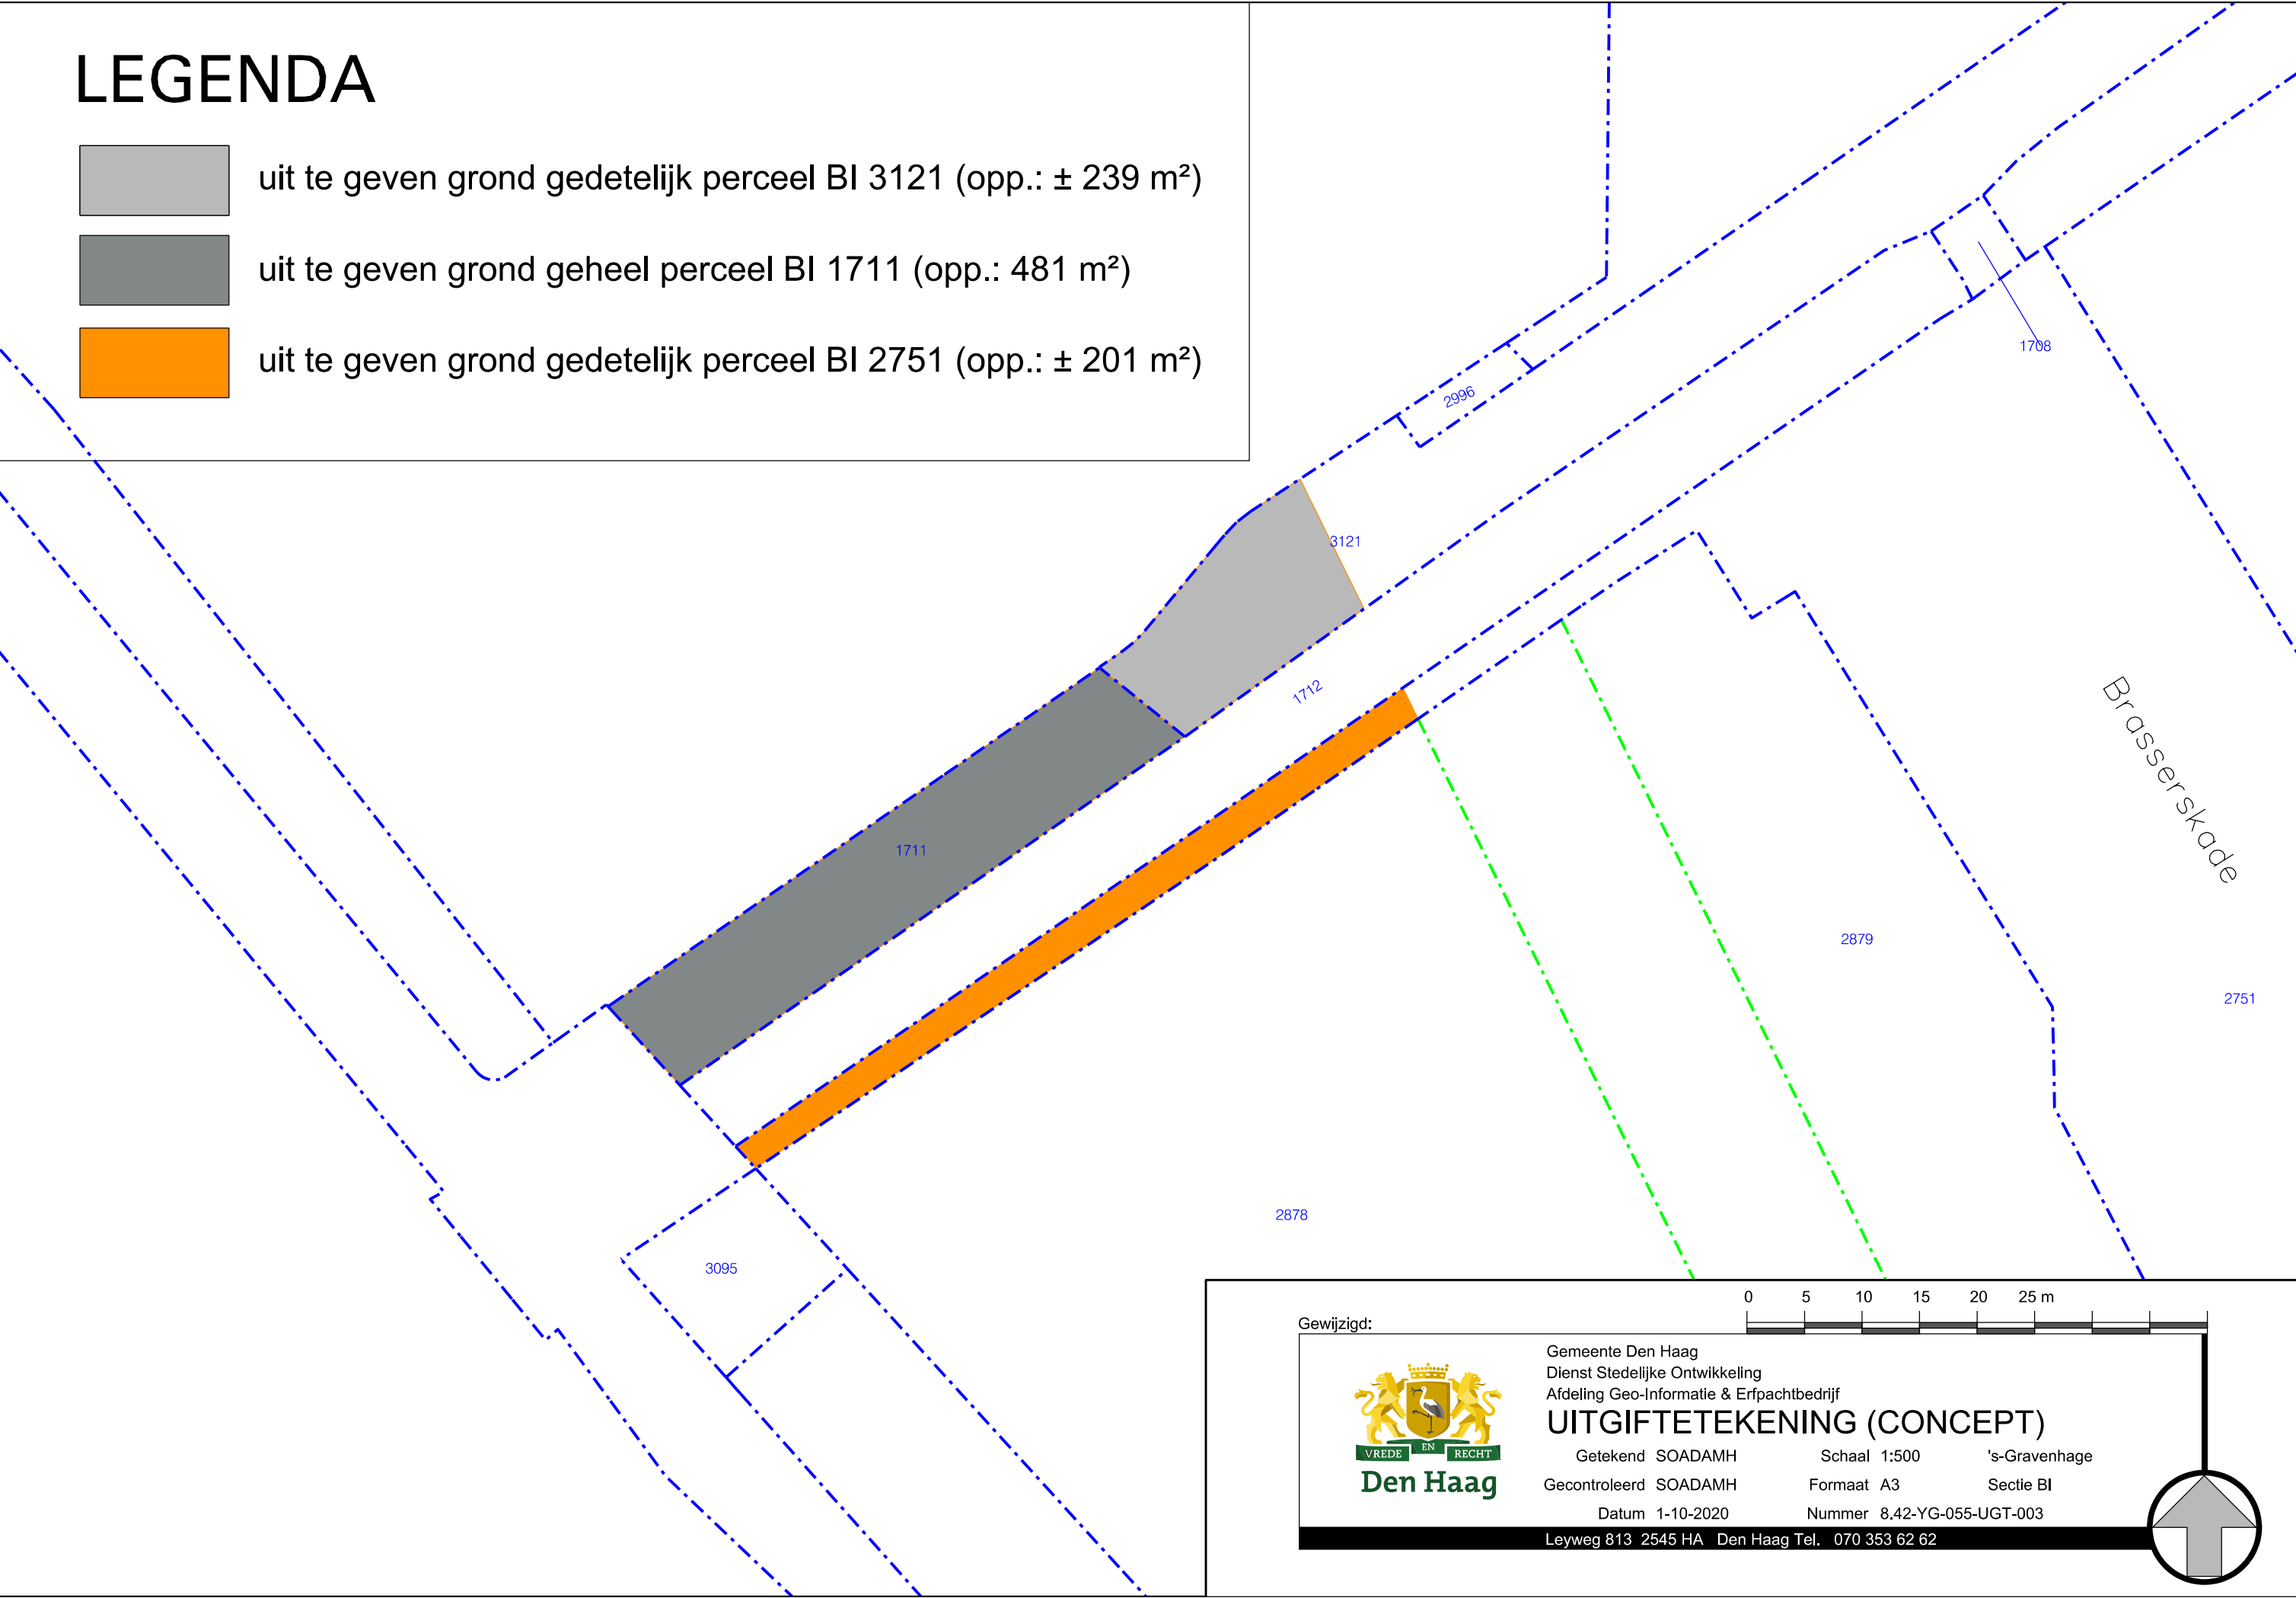 LEGENDA
uit te geven grond gedetelijk perceel BI 3121 (opp.: ± 239 m²)
uit te geven grond geheel perceel BI 1711 (opp.: 481 m²)
uit te geven grond gedetelijk perceel BI 2751 (opp.: ± 201 m²)
1708
2996
3121
1712
Brasserskade
1711
2879
2751
2878
3095
0 5 10 15 20 25 m
Gewijzigd:
Gemeente Den Haag
Dienst Stedelijke Ontwikkeling
Afdeling Geo-Informatie & Erfpachtbedrijf
UITGIFTETEKENING (CONCEPT)
VREDE EN RECHT
Den Haag
Getekend SOADAMH Schaal 1:500 's-Gravenhage
Gecontroleerd SOADAMH Formaat A3 Sectie BI
Datum 1-10-2020 Nummer 8.42-YG-055-UGT-003
Leyweg 813 2545 HA Den Haag Tel. 070 353 62 62